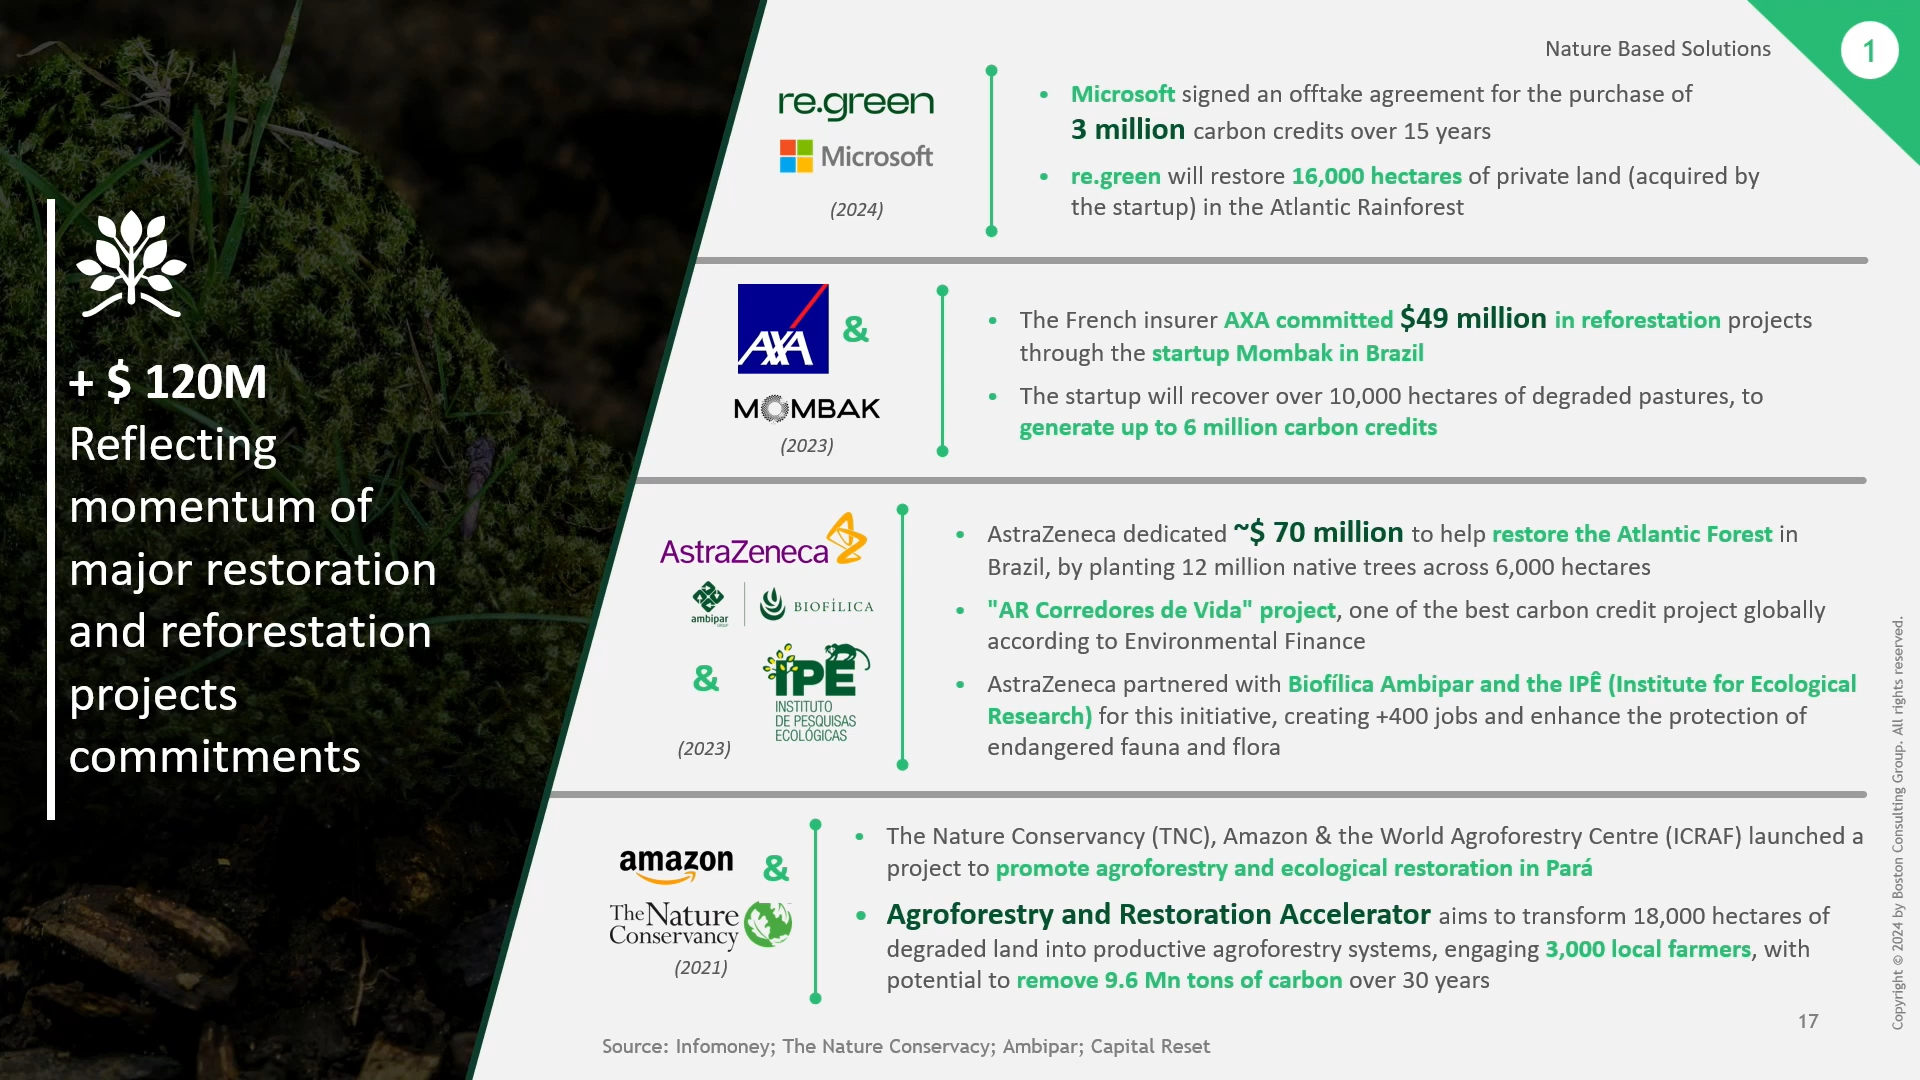 + $ 120M
Reflecting
momentum of
major restoration
and reforestation
projects
commitments
Nature Based Solutions
1
re.green
Microsoft
(2024)
• Microsoft signed an offtake agreement for the purchase of
3 million carbon credits over 15 years
• re.green will restore 16,000 hectares of private land (acquired by
the startup) in the Atlantic Rainforest
AXA
&
MOMBAK
(2023)
• The French insurer AXA committed $49 million in reforestation projects
through the startup Mombak in Brazil
• The startup will recover over 10,000 hectares of degraded pastures, to
generate up to 6 million carbon credits
AstraZeneca
ambipar
GROUP
BIOFÍLICA
&
IPÊ
INSTITUTO
DE PESQUISAS
ECOLÓGICAS
(2023)
• AstraZeneca dedicated ~$ 70 million to help restore the Atlantic Forest in
Brazil, by planting 12 million native trees across 6,000 hectares
• "AR Corredores de Vida" project, one of the best carbon credit project globally
according to Environmental Finance
• AstraZeneca partnered with Biofílica Ambipar and the IPÊ (Institute for Ecological
Research) for this initiative, creating +400 jobs and enhance the protection of
endangered fauna and flora
amazon
&
The Nature
Conservancy
(2021)
• The Nature Conservancy (TNC), Amazon & the World Agroforestry Centre (ICRAF) launched a
project to promote agroforestry and ecological restoration in Pará
• Agroforestry and Restoration Accelerator aims to transform 18,000 hectares of
degraded land into productive agroforestry systems, engaging 3,000 local farmers, with
potential to remove 9.6 Mn tons of carbon over 30 years
17
Source: Infomoney; The Nature Conservacy; Ambipar; Capital Reset
Copyright © 2024 by Boston Consulting Group. All rights reserved.